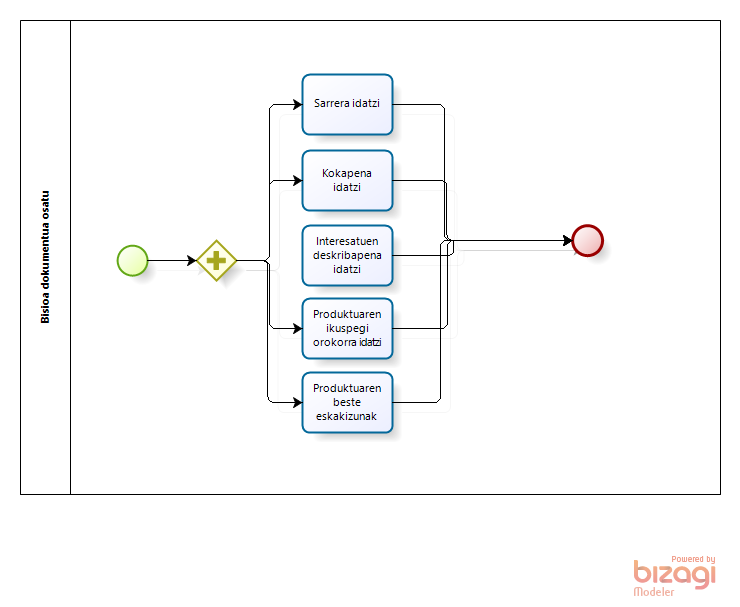 Bisioa dokumentua osatu
Sarrera idatzi
Kokapena
idatzi
Interesatuen
deskribapena
idatzi
Produktuaren
ikuspegi
orokorra idatzi
Produktuaren
beste
eskakizunak
Powered by
bizagi
Modeler